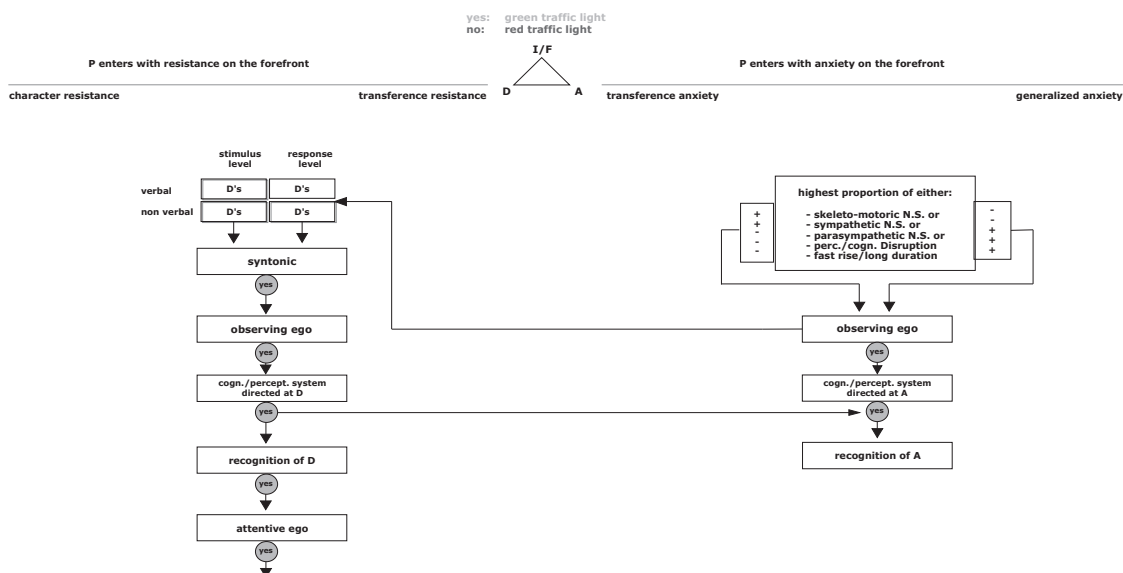 yes: green traffic light
no: red traffic light
I/F
D A
P enters with resistance on the forefront
character resistance transference resistance
P enters with anxiety on the forefront
transference anxiety generalized anxiety
stimulus level
response level
verbal D's D's
non verbal D's D's
syntonic
yes
observing ego
yes
cogn./percept. system
directed at D
yes
recognition of D
yes
attentive ego
yes
highest proportion of either:
+ - skeleto-motoric N.S. or -
+ - sympathetic N.S. or -
- - parasympathetic N.S. or +
- - perc./cogn. Disruption +
- - fast rise/long duration +
observing ego
yes
cogn./percept. system
directed at A
yes
recognition of A